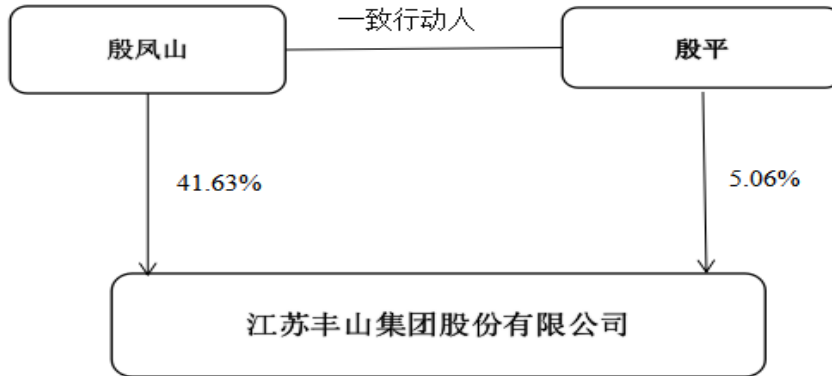 一致行动人
殷凤山
殷平
41.63%
5.06%
江苏丰山集团股份有限公司